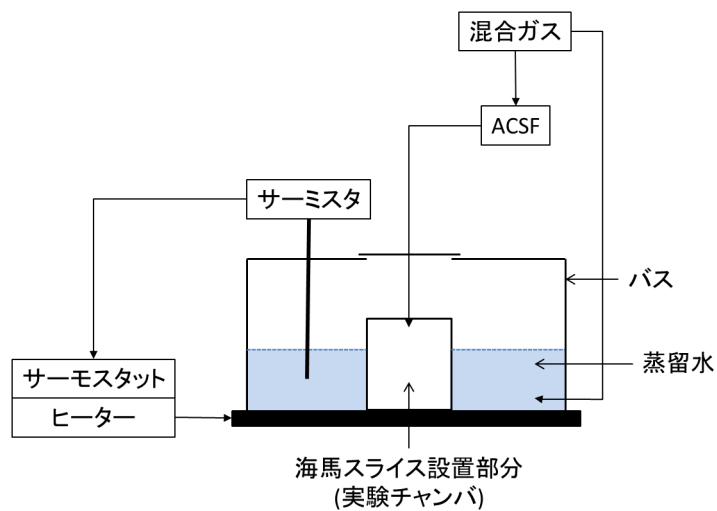 混合ガス
ACSF
サーミスタ
バス
蒸留水
サーモスタット
ヒーター
海馬スライス設置部分
(実験チャンバ)